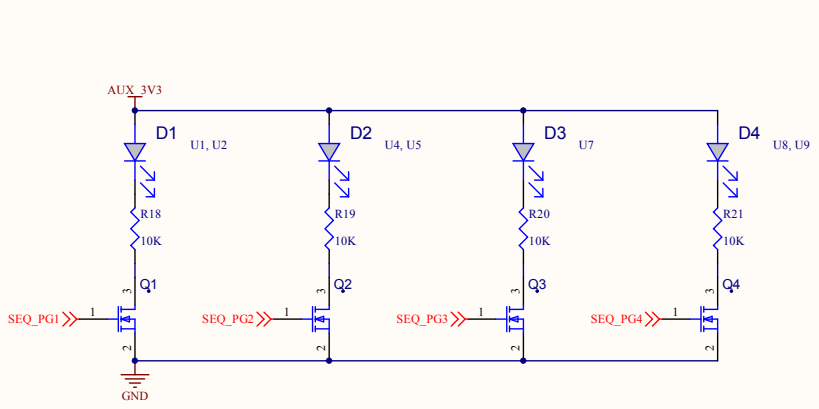 AUX_3V3
D1
U1, U2
D2
U4, U5
D3
U7
D4
U8, U9
R18
10K
R19
10K
R20
10K
R21
10K
Q1
3
Q2
3
Q3
3
Q4
3
SEQ_PG1
1
SEQ_PG2
1
SEQ_PG3
1
SEQ_PG4
1
2
2
2
2
GND